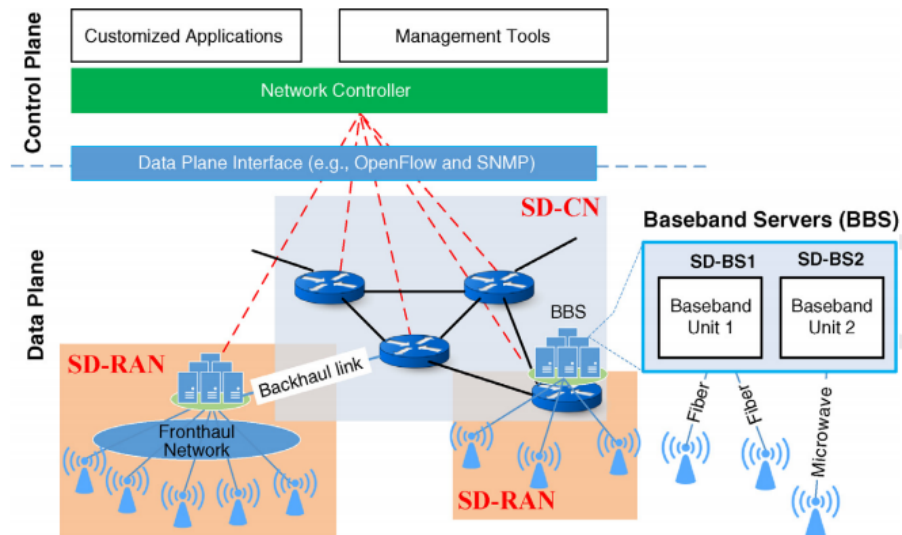 Control Plane
Customized Applications
Management Tools
Network Controller
Data Plane Interface (e.g., OpenFlow and SNMP)
Data Plane
SD-CN
Baseband Servers (BBS)
SD-BS1
SD-BS2
Baseband
Unit 1
Baseband
Unit 2
BBS
SD-RAN
Backhaul link
Fronthaul
Network
SD-RAN
Fiber
Fiber
Microwave